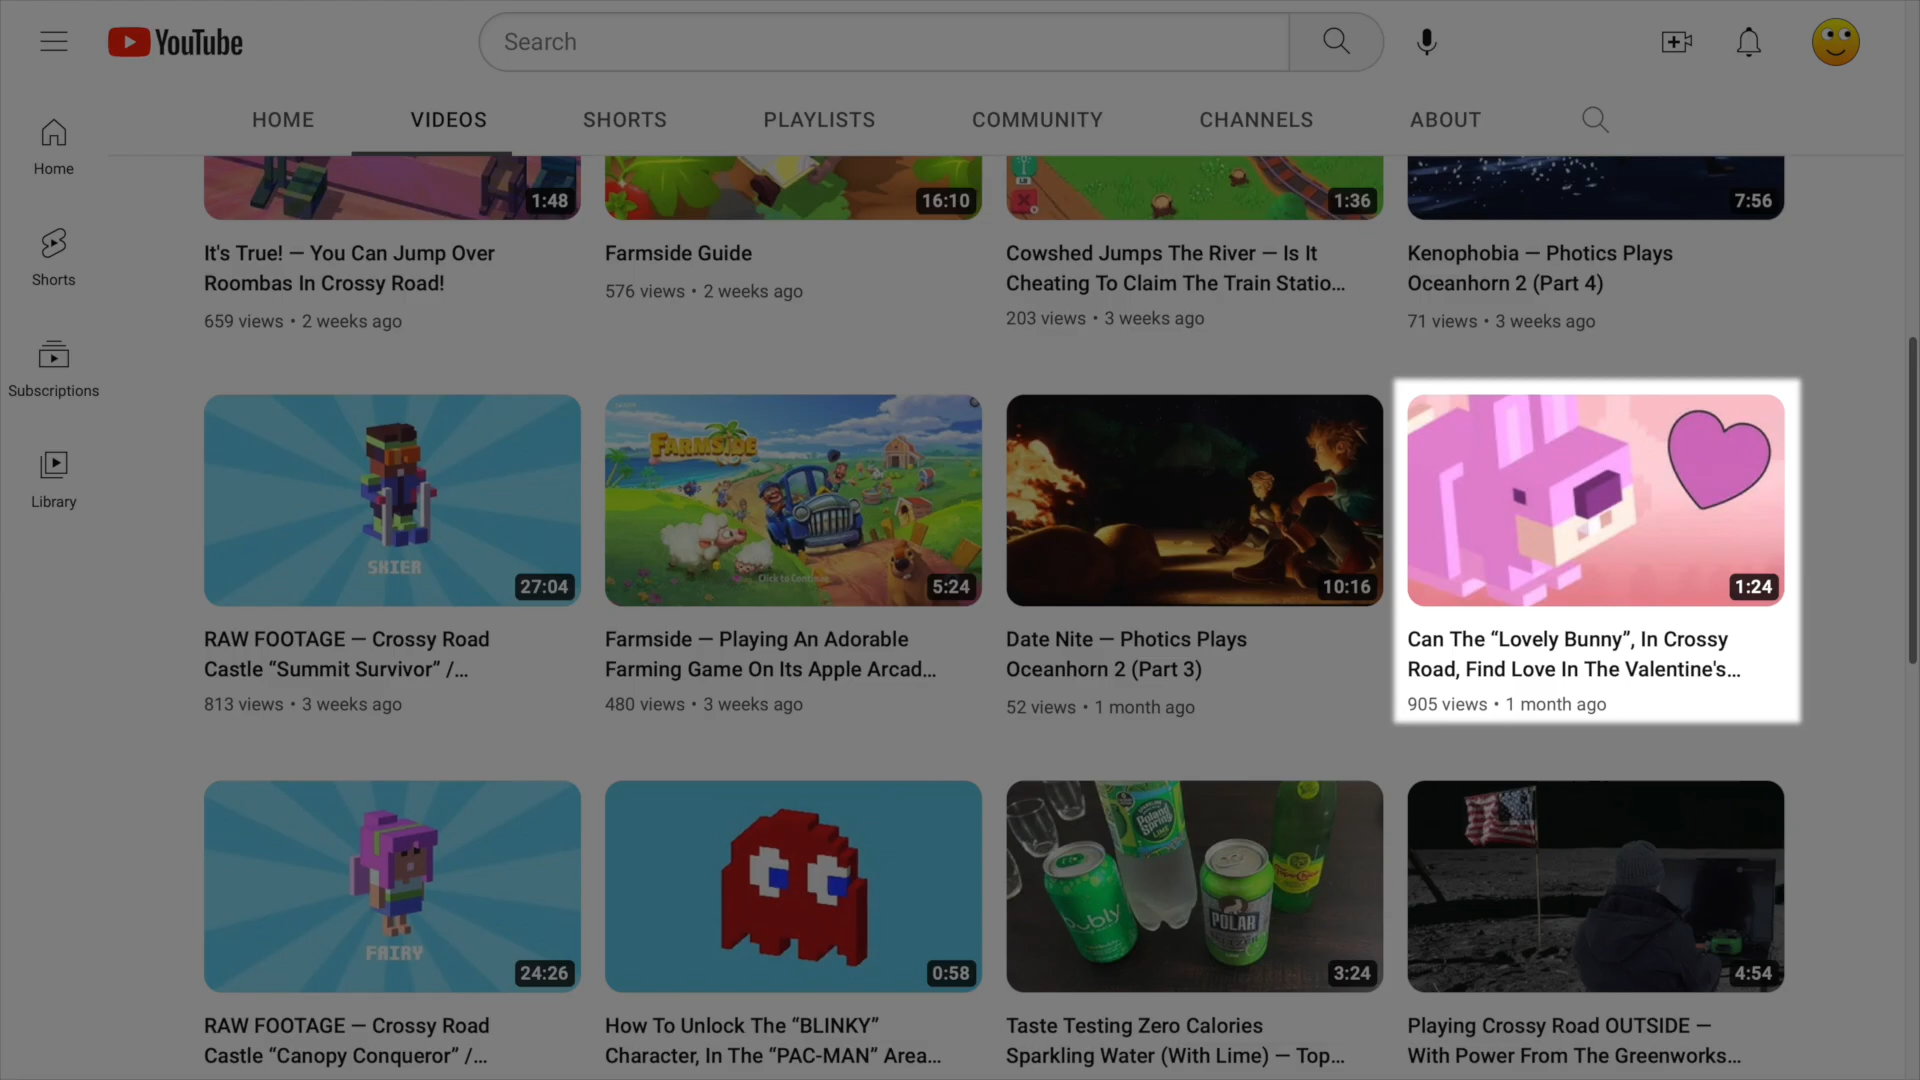 YouTube
Search
HOME
VIDEOS
SHORTS
PLAYLISTS
COMMUNITY
CHANNELS
ABOUT
Home
Shorts
Subscriptions
Library
1:48
16:10
1:36
7:56
It's True! — You Can Jump Over
Roombas In Crossy Road!
659 views • 2 weeks ago
Farmside Guide
576 views • 2 weeks ago
Cowshed Jumps The River — Is It
Cheating To Claim The Train Statio...
203 views • 3 weeks ago
Kenophobia — Photics Plays
Oceanhorn 2 (Part 4)
71 views • 3 weeks ago
SKIER
27:04
FARMSIDE
Click to Continue
5:24
10:16
1:24
RAW FOOTAGE — Crossy Road
Castle “Summit Survivor” /...
813 views • 3 weeks ago
Farmside — Playing An Adorable
Farming Game On Its Apple Arcad...
480 views • 3 weeks ago
Date Nite — Photics Plays
Oceanhorn 2 (Part 3)
52 views • 1 month ago
Can The “Lovely Bunny”, In Crossy
Road, Find Love In The Valentine's...
905 views • 1 month ago
FAIRY
24:26
0:58
Poland
Spring
LIME
bubly
POLAR
3:24
4:54
RAW FOOTAGE — Crossy Road
Castle “Canopy Conqueror” /...
How To Unlock The “BLINKY”
Character, In The “PAC-MAN” Area...
Taste Testing Zero Calories
Sparkling Water (With Lime) — Top...
Playing Crossy Road OUTSIDE —
With Power From The Greenworks...